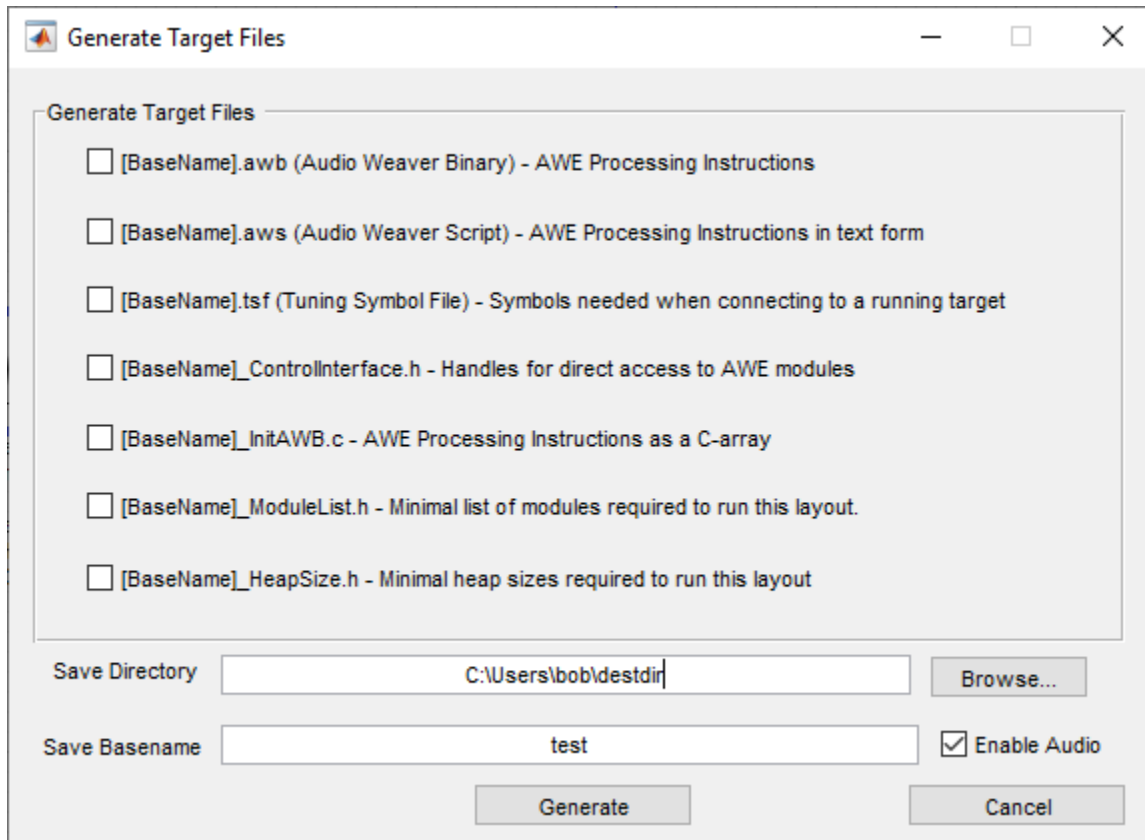 Generate Target Files
Generate Target Files
[BaseName].awb (Audio Weaver Binary) - AWE Processing Instructions
[BaseName].aws (Audio Weaver Script) - AWE Processing Instructions in text form
[BaseName].tsf (Tuning Symbol File) - Symbols needed when connecting to a running target
[BaseName]_ControlInterface.h - Handles for direct access to AWE modules
[BaseName]_InitAWB.c - AWE Processing Instructions as a C-array
[BaseName]_ModuleList.h - Minimal list of modules required to run this layout.
[BaseName]_HeapSize.h - Minimal heap sizes required to run this layout
Save Directory C:\Users\bob\destdir Browse...
Save Basename test Enable Audio
Generate Cancel